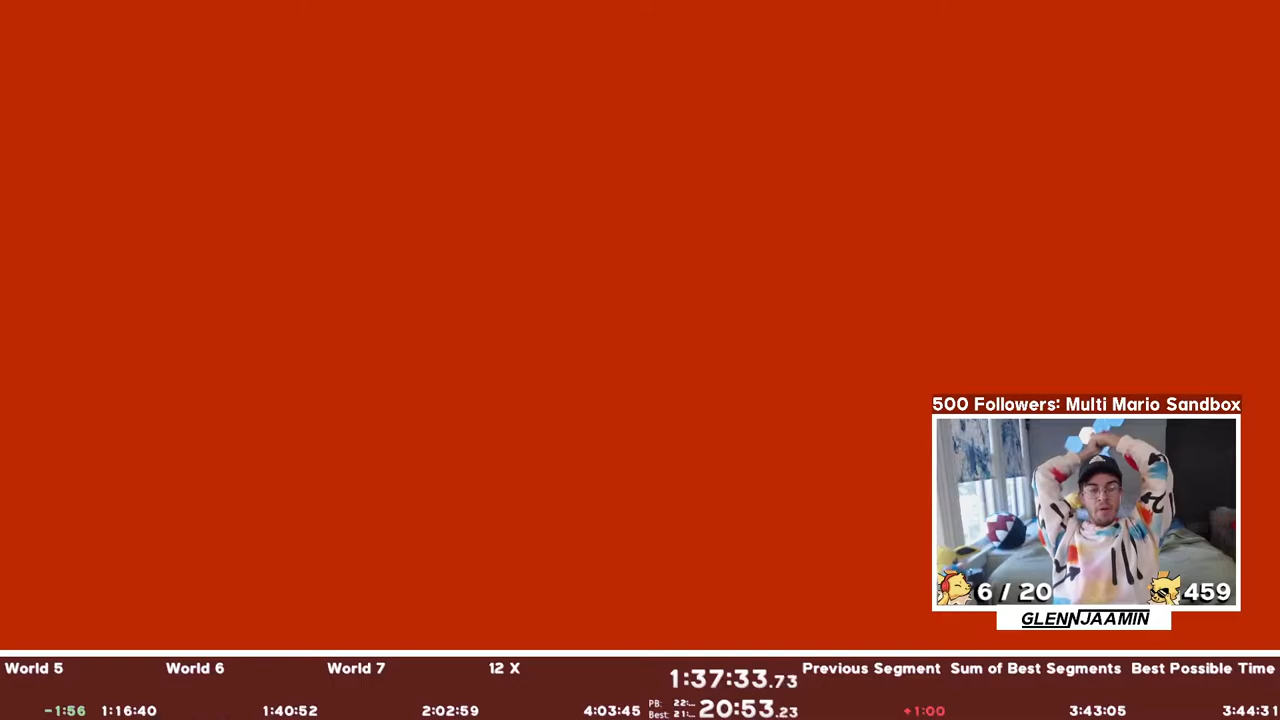 500 Followers: Multi Mario Sandbox
6 / 20
459
GLENNJAAMIN
World 5
-1:56 1:16:40
World 6
1:40:52
World 7
2:02:59
12 X
4:03:45
1:37:33.73
PB: 22:...
Best: 21:...
20:53.23
Previous Segment
+1:00
Sum of Best Segments
3:43:05
Best Possible Time
3:44:31